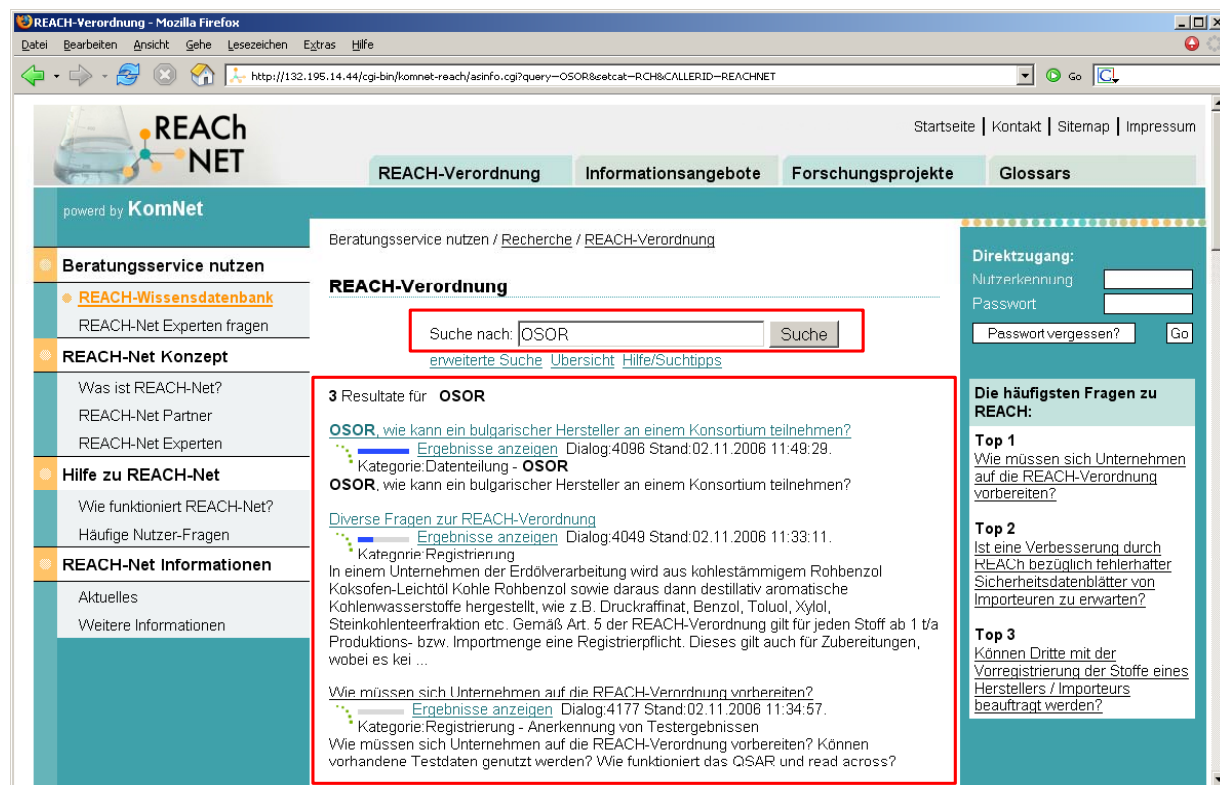 REACH-Verordnung - Mozilla Firefox
Datei Bearbeiten Ansicht Gehe Lesezeichen Extras Hilfe
http://132.195.14.44/cgi-bin/komnet-reach/asinfo.cgi?query=OSOR&setcat=RCH&CALLERID=REACHNET
Go
REACh
NET
Startseite | Kontakt | Sitemap | Impressum
REACH-Verordnung Informationsangebote Forschungsprojekte Glossars
powerd by KomNet
Beratungsservice nutzen
REACH-Wissensdatenbank
REACH-Net Experten fragen
REACH-Net Konzept
Was ist REACH-Net?
REACH-Net Partner
REACH-Net Experten
Hilfe zu REACH-Net
Wie funktioniert REACH-Net?
Häufige Nutzer-Fragen
REACH-Net Informationen
Aktuelles
Weitere Informationen
Beratungsservice nutzen / Recherche / REACH-Verordnung
REACH-Verordnung
Suche nach: OSOR Suche
erweiterte Suche Übersicht Hilfe/Suchtipps
3 Resultate für OSOR
OSOR, wie kann ein bulgarischer Hersteller an einem Konsortium teilnehmen?
Ergebnisse anzeigen Dialog:4096 Stand:02.11.2006 11:49:29.
Kategorie:Datenteilung - OSOR
OSOR, wie kann ein bulgarischer Hersteller an einem Konsortium teilnehmen?
Diverse Fragen zur REACH-Verordnung
Ergebnisse anzeigen Dialog:4049 Stand:02.11.2006 11:33:11.
Kategorie:Registrierung
In einem Unternehmen der Erdölverarbeitung wird aus kohlestämmigem Rohbenzol
Koksofen-Leichtöl Kohle Rohbenzol sowie daraus dann destillativ aromatische
Kohlenwasserstoffe hergestellt, wie z.B. Druckraffinat, Benzol, Toluol, Xylol,
Steinkohlenteerfraktion etc. Gemäß Art. 5 der REACH-Verordnung gilt für jeden Stoff ab 1 t/a
Produktions- bzw. Importmenge eine Registrierpflicht. Dieses gilt auch für Zubereitungen,
wobei es kei ...
Wie müssen sich Unternehmen auf die REACH-Verordnung vorbereiten?
Ergebnisse anzeigen Dialog:4177 Stand:02.11.2006 11:34:57.
Kategorie:Registrierung - Anerkennung von Testergebnissen
Wie müssen sich Unternehmen auf die REACH-Verordnung vorbereiten? Können
vorhandene Testdaten genutzt werden? Wie funktioniert das QSAR und read across?
Direktzugang:
Nutzerkennung
Passwort
Passwort vergessen? Go
Die häufigsten Fragen zu
REACH:
Top 1
Wie müssen sich Unternehmen
auf die REACH-Verordnung
vorbereiten?
Top 2
Ist eine Verbesserung durch
REACh bezüglich fehlerhafter
Sicherheitsdatenblätter von
Importeuren zu erwarten?
Top 3
Können Dritte mit der
Vorregistrierung der Stoffe eines
Herstellers / Importeurs
beauftragt werden?